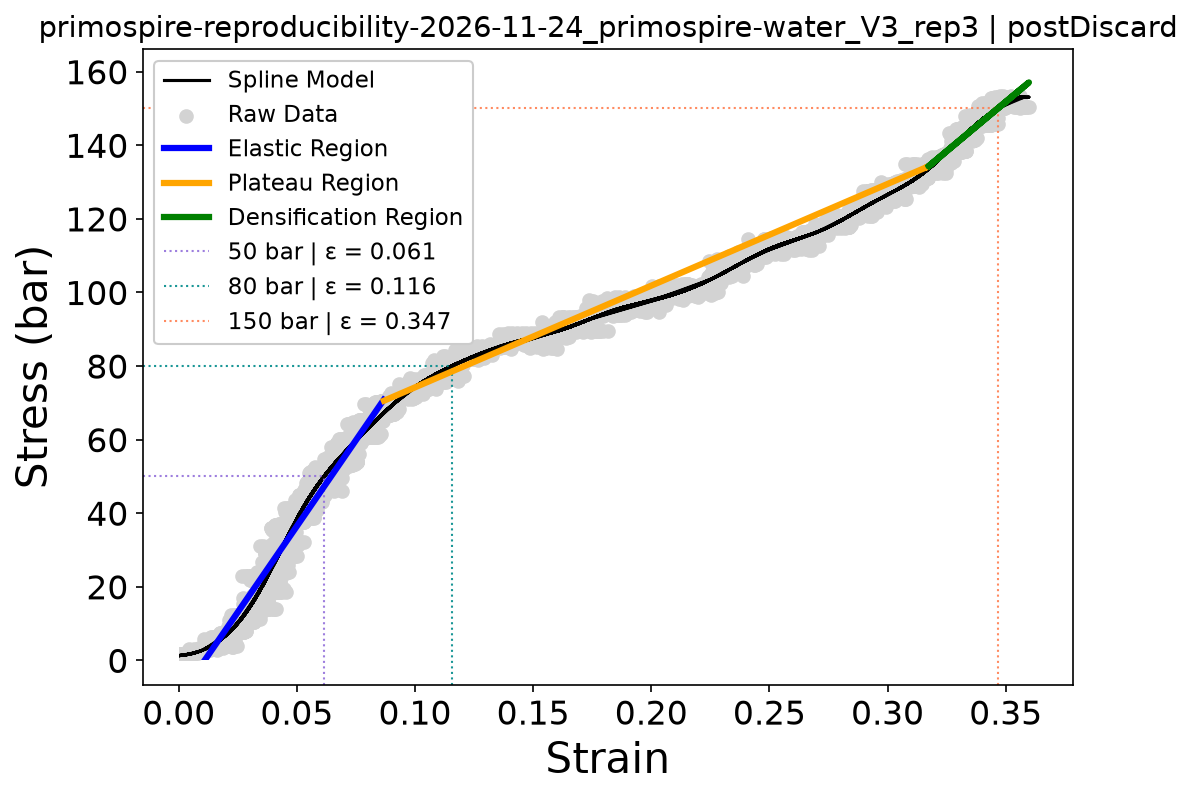 primospire-reproducibility-2026-11-24_primospire-water_V3_rep3 | postDiscard
Spline Model
Raw Data
Elastic Region
Plateau Region
Densification Region
50 bar | ε = 0.061
80 bar | ε = 0.116
150 bar | ε = 0.347
Stress (bar)
160
140
120
100
80
60
40
20
0
0.00 0.05 0.10 0.15 0.20 0.25 0.30 0.35
Strain